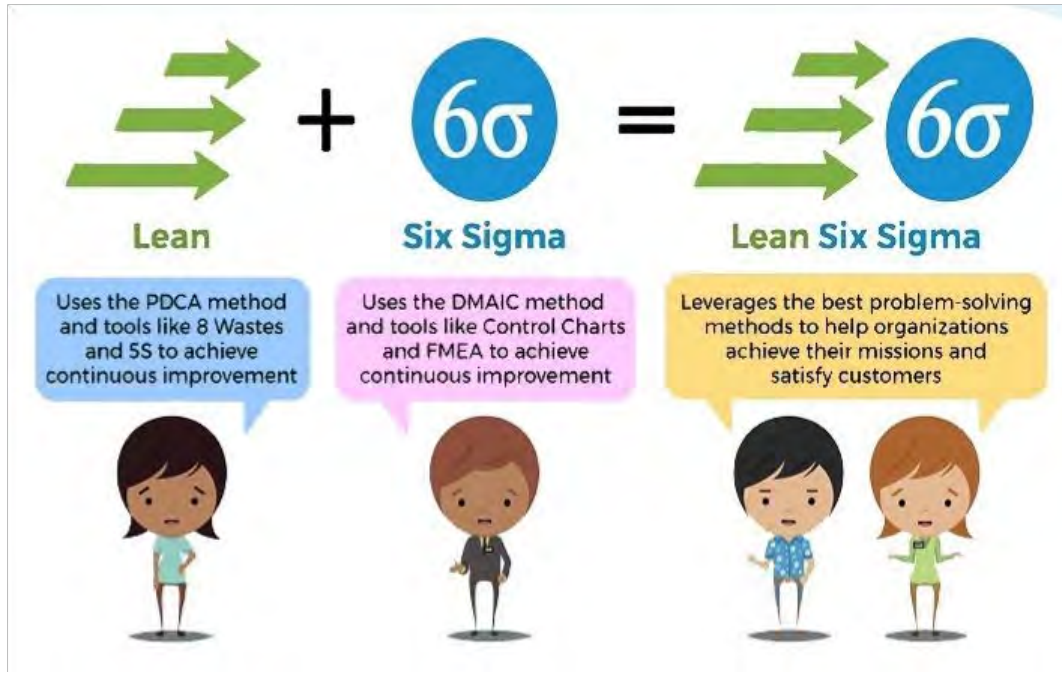 +
6σ
=
6σ
Lean
Six Sigma
Lean Six Sigma
Uses the PDCA method
and tools like 8 Wastes
and 5S to achieve
continuous improvement
Uses the DMAIC method
and tools like Control Charts
and FMEA to achieve
continuous improvement
Leverages the best problem-solving
methods to help organizations
achieve their missions and
satisfy customers